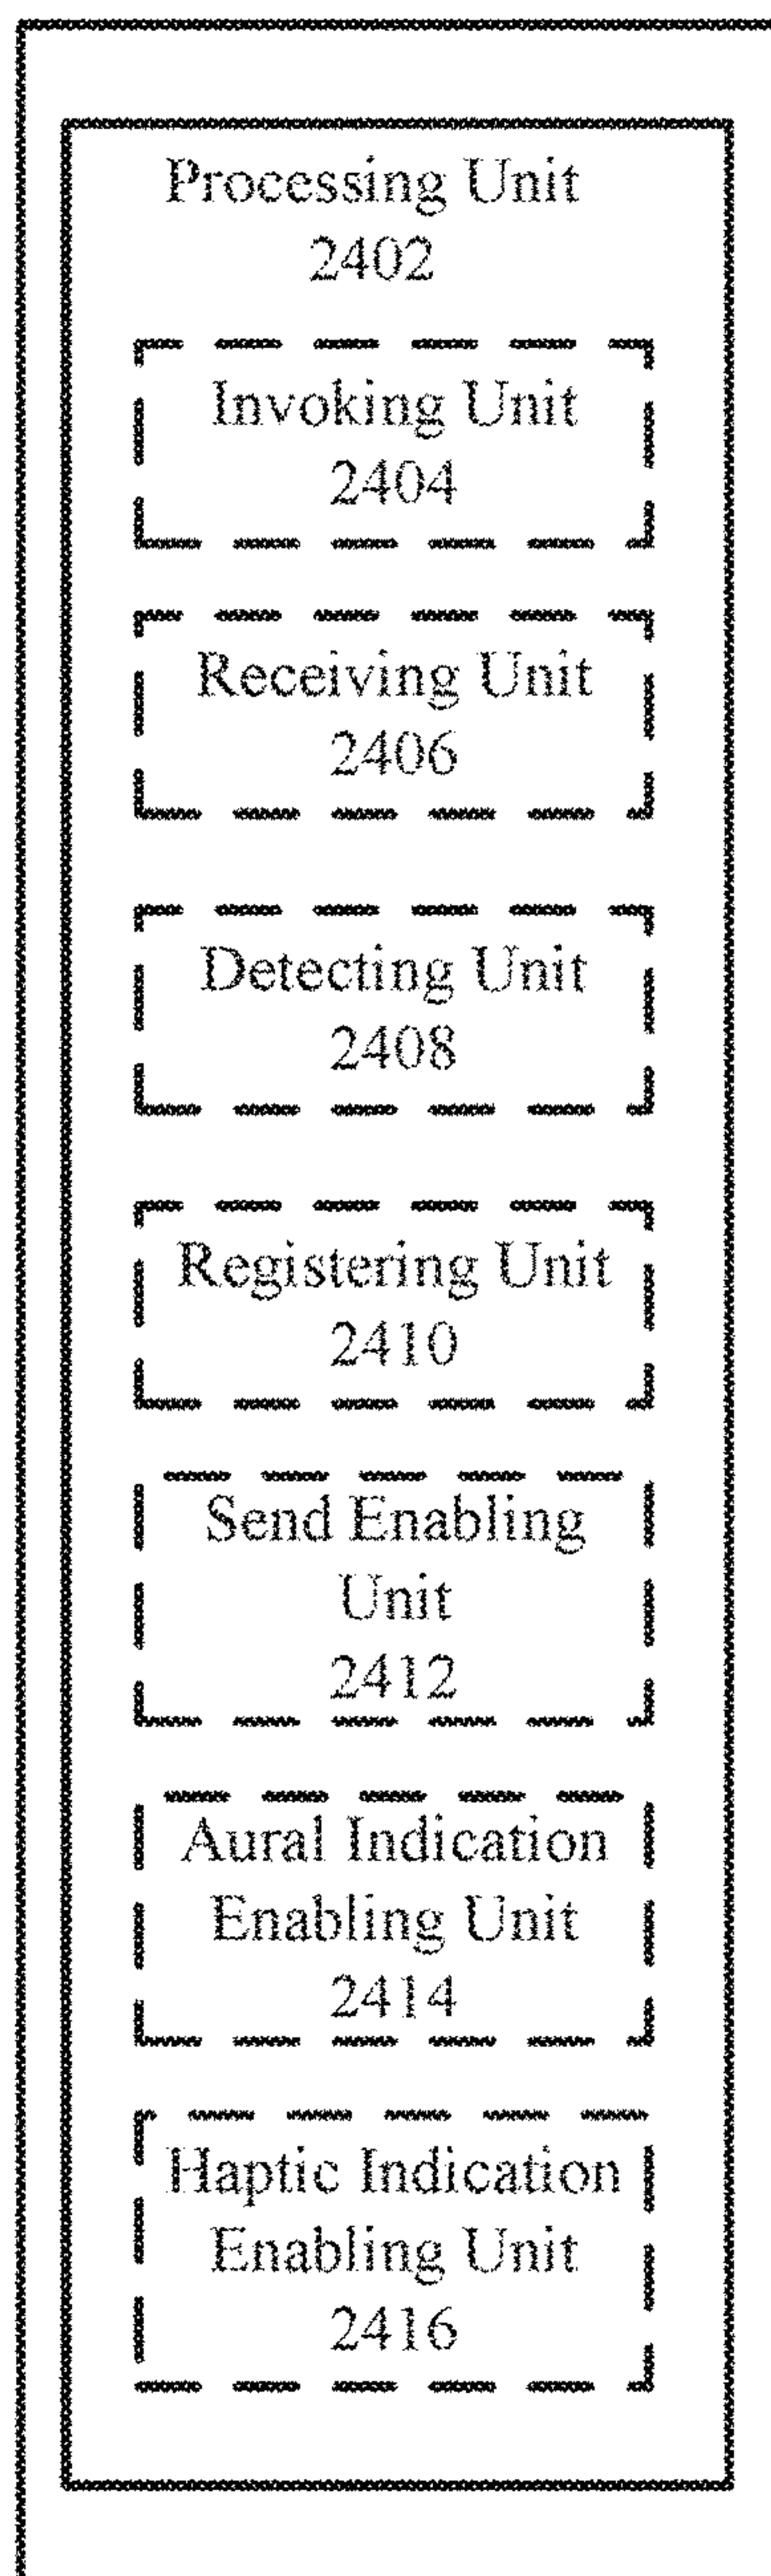 Processing Unit
2402
Invoking Unit
2404
Receiving Unit
2406
Detecting Unit
2408
Registering Unit
2410
Send Enabling
Unit
2412
Aural Indication
Enabling Unit
2414
Haptic Indication
Enabling Unit
2416